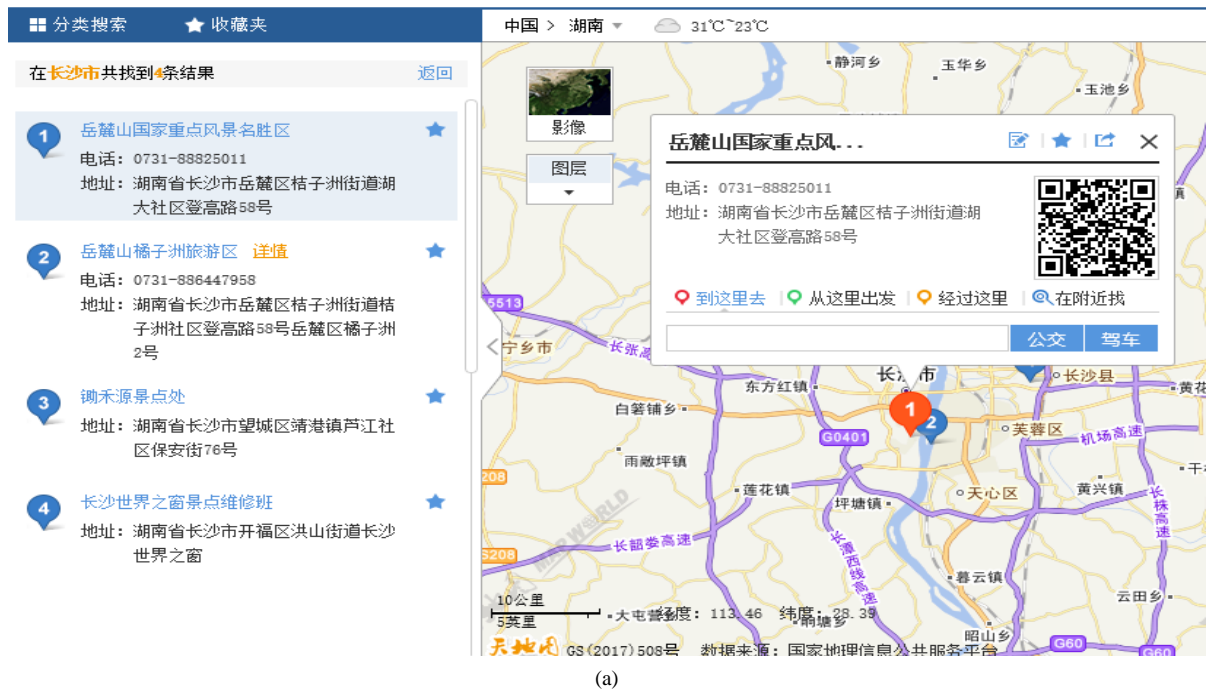 分类搜索
收藏夹
在长沙市共找到4条结果
返回
1
岳麓山国家重点风景名胜区
电话: 0731-88825011
地址: 湖南省长沙市岳麓区桔子洲街道湖
大社区登高路58号
2
岳麓山橘子洲旅游区 详情
电话: 0731-886447958
地址: 湖南省长沙市岳麓区桔子洲街道桔
子洲社区登高路58号岳麓区橘子洲
2号
3
锄禾源景点处
地址: 湖南省长沙市望城区靖港镇芦江社
区保安街76号
4
长沙世界之窗景点维修班
地址: 湖南省长沙市开福区洪山街道长沙
世界之窗
中国 > 湖南
31℃~23℃
静河乡
玉华乡
玉池乡
影像
图层
岳麓山国家重点风...
电话: 0731-88825011
地址: 湖南省长沙市岳麓区桔子洲街道湖
大社区登高路58号
到这里去
从这里出发
经过这里
在附近找
公交
驾车
镇
5513
宁乡市
长张高
东方红镇
长沙县
黄花
白箬铺乡
1
2
G0401
芙蓉区
机场高速
雨敞坪镇
208
莲花镇
坪塘镇
天心区
黄兴镇
长株高速
MAPWORLD
长韶娄高速
S208
长潭西线高速
暮云镇
云田乡
10公里
5英里
经度: 113.46 纬度: 28.39
昭山乡
G60
G60
天地图
GS(2017)508号
数据来源: 国家地理信息公共服务平台
(a)